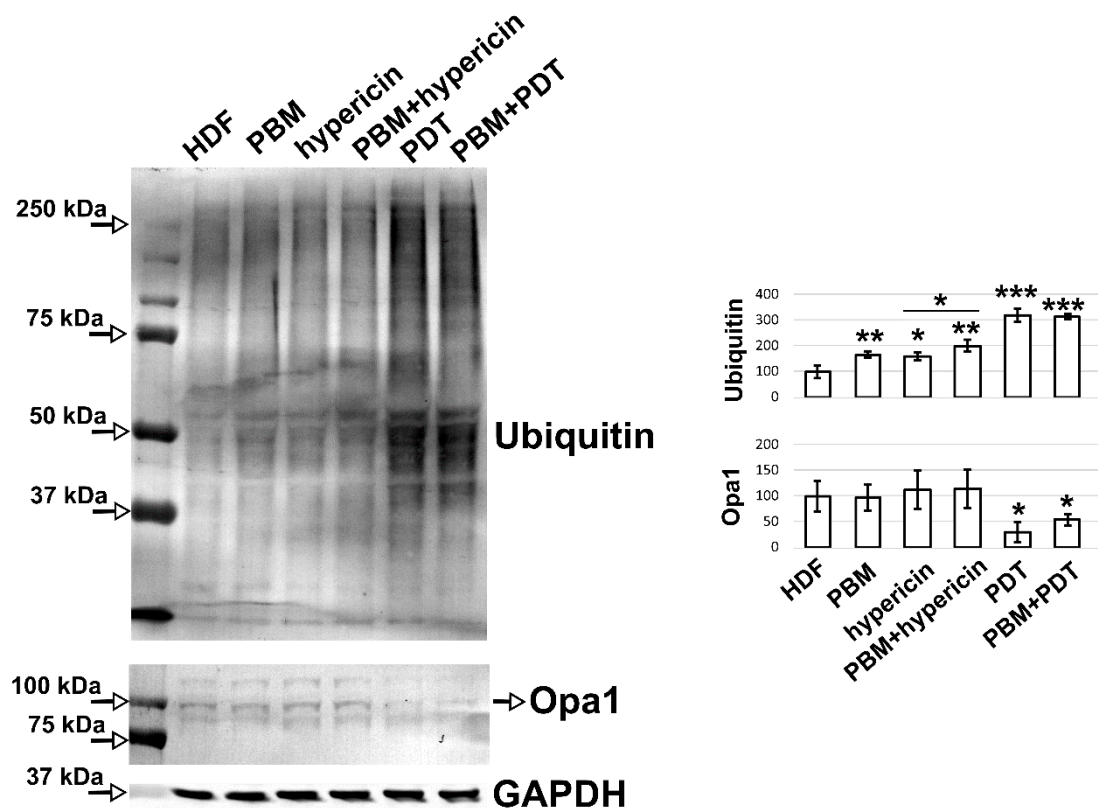 HDF
PBM
hypericin
PBM+hypericin
PDT
PBM+PDT
250 kDa
75 kDa
50 kDa
37 kDa
Ubiquitin
100 kDa
75 kDa
Opa1
37 kDa
GAPDH
Ubiquitin
400
300
200
100
0
**
*
*
**
***
***
Opa1
200
150
100
50
0
*
*
HDF
PBM
hypericin
PBM+hypericin
PDT
PBM+PDT